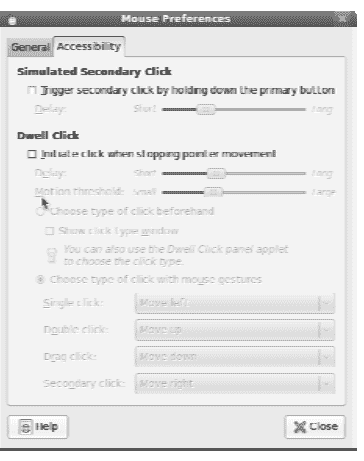 Mouse Preferences
General Accessibility
Simulated Secondary Click
Trigger secondary click by holding down the primary button
Delay: Short Long
Dwell Click
Initiate click when stopping pointer movement
Delay: Short Long
Motion threshold: Small Large
Choose type of click beforehand
Show click type window
You can also use the Dwell Click panel applet
to choose the click type.
Choose type of click with mouse gestures
Single click: Move left
Double click: Move up
Drag click: Move down
Secondary click: Move right
Help Close